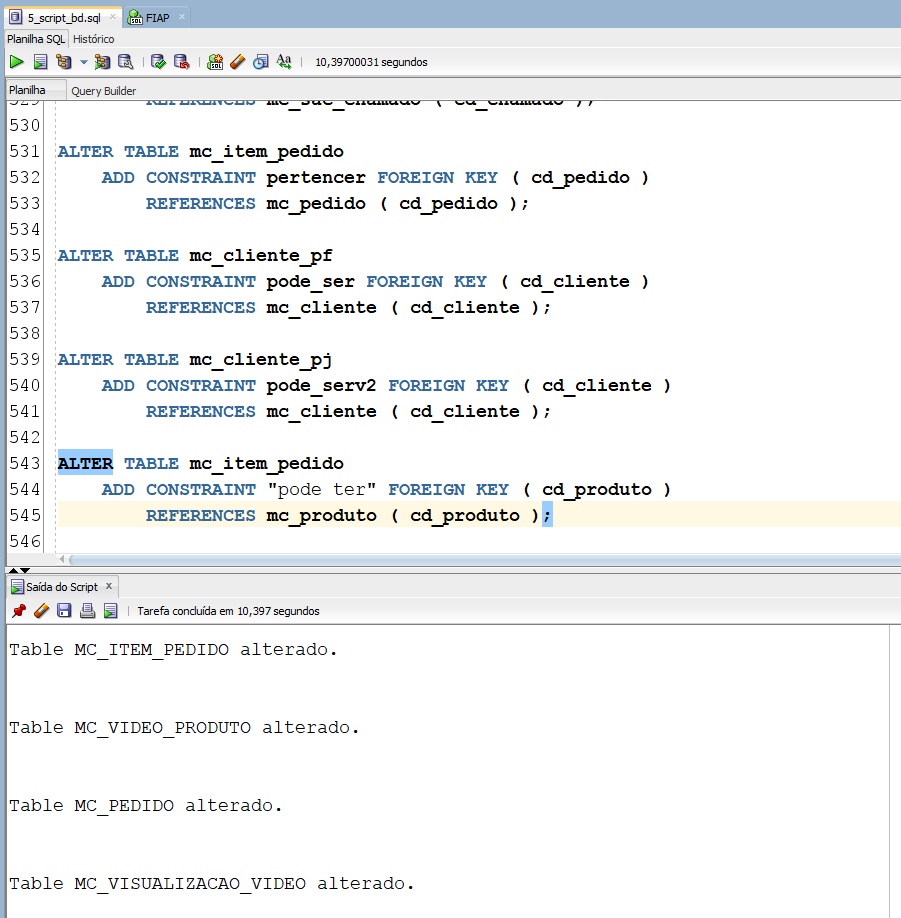 5_script_bd.sql × FIAP ×
Planilha SQL Histórico
10,39700031 segundos
Planilha Query Builder
529 REFERENCES mc_sac_chamado ( cd_chamado );
530
531 ALTER TABLE mc_item_pedido
532 ADD CONSTRAINT pertencer FOREIGN KEY ( cd_pedido )
533 REFERENCES mc_pedido ( cd_pedido );
534
535 ALTER TABLE mc_cliente_pf
536 ADD CONSTRAINT pode_ser FOREIGN KEY ( cd_cliente )
537 REFERENCES mc_cliente ( cd_cliente );
538
539 ALTER TABLE mc_cliente_pj
540 ADD CONSTRAINT pode_serv2 FOREIGN KEY ( cd_cliente )
541 REFERENCES mc_cliente ( cd_cliente );
542
543 ALTER TABLE mc_item_pedido
544 ADD CONSTRAINT "pode ter" FOREIGN KEY ( cd_produto )
545 REFERENCES mc_produto ( cd_produto );
546
Saída do Script ×
Tarefa concluída em 10,397 segundos
Table MC_ITEM_PEDIDO alterado.
Table MC_VIDEO_PRODUTO alterado.
Table MC_PEDIDO alterado.
Table MC_VISUALIZACAO_VIDEO alterado.